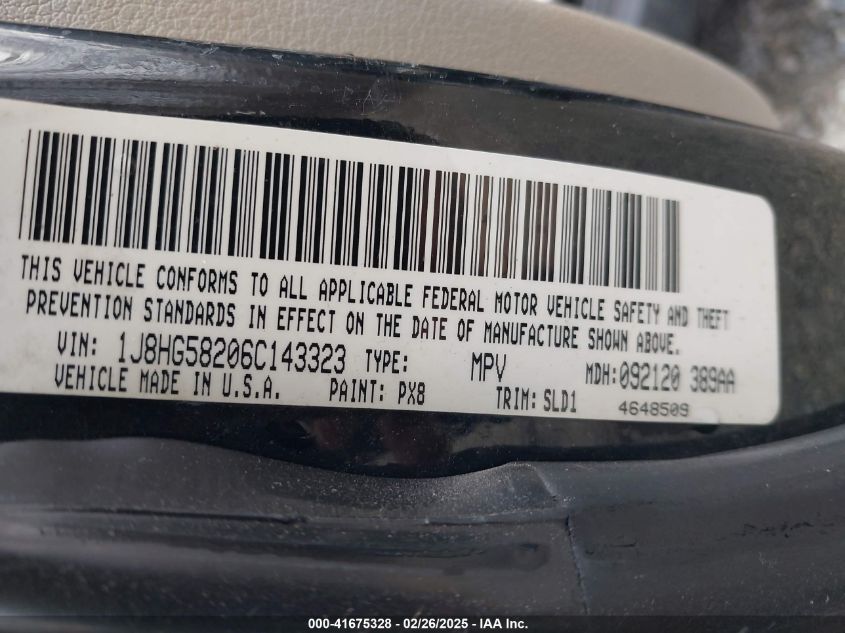 THIS VEHICLE CONFORMS TO ALL APPLICABLE FEDERAL MOTOR VEHICLE SAFETY AND THEFT
PREVENTION STANDARDS IN EFFECT ON THE DATE OF MANUFACTURE SHOWN ABOVE.
VIN: 1J8HG58206C143323 TYPE: MPV MDH:092120 389AA
VEHICLE MADE IN U.S.A. PAINT: PX8 TRIM: SLD1 4648509
000-41675328 - 02/26/2025 - IAA Inc.